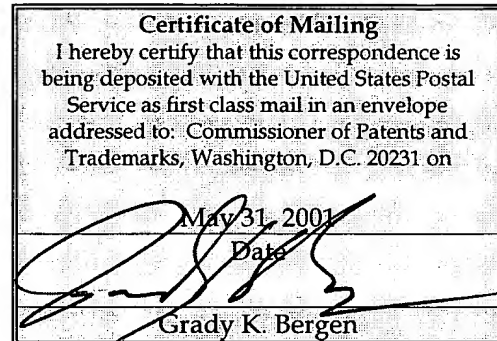 Certificate of Mailing
I hereby certify that this correspondence is
being deposited with the United States Postal
Service as first class mail in an envelope
addressed to: Commissioner of Patents and
Trademarks, Washington, D.C. 20231 on
May 31, 2001
Date
Grady K. Bergen